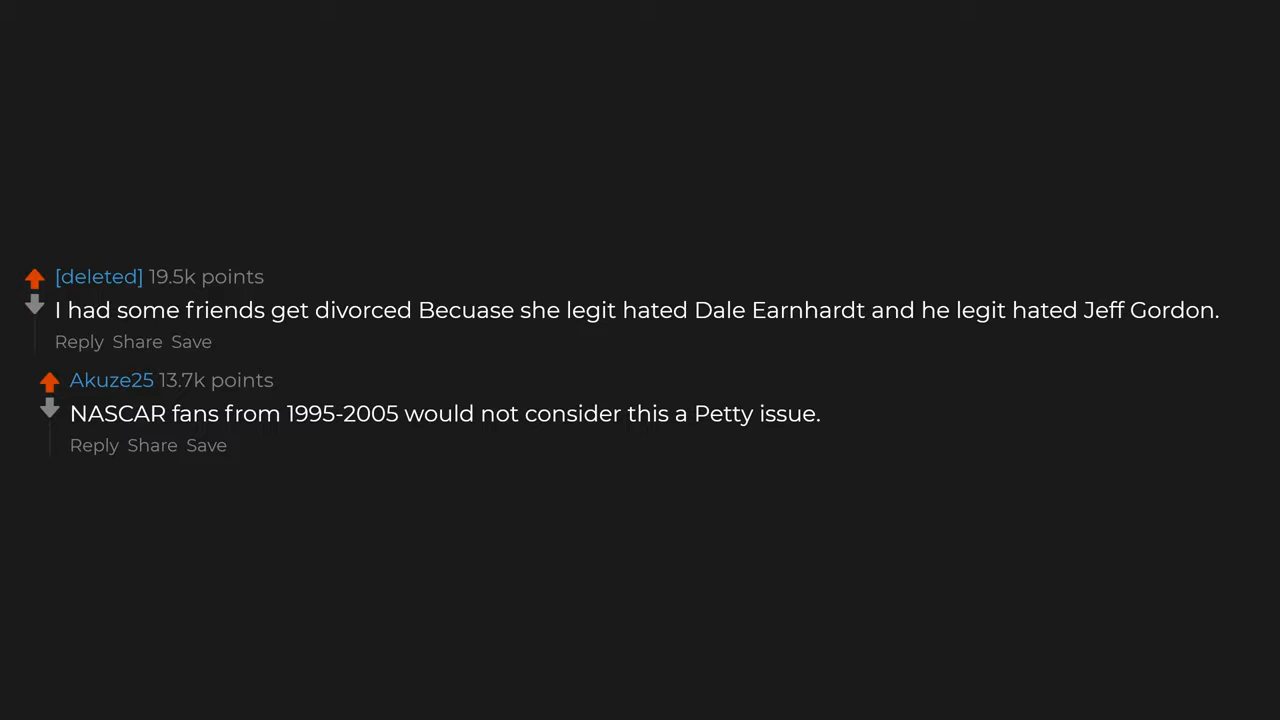 [deleted] 19.5k points
I had some friends get divorced Becuase she legit hated Dale Earnhardt and he legit hated Jeff Gordon.
Reply Share Save
Akuze25 13.7k points
NASCAR fans from 1995-2005 would not consider this a Petty issue.
Reply Share Save